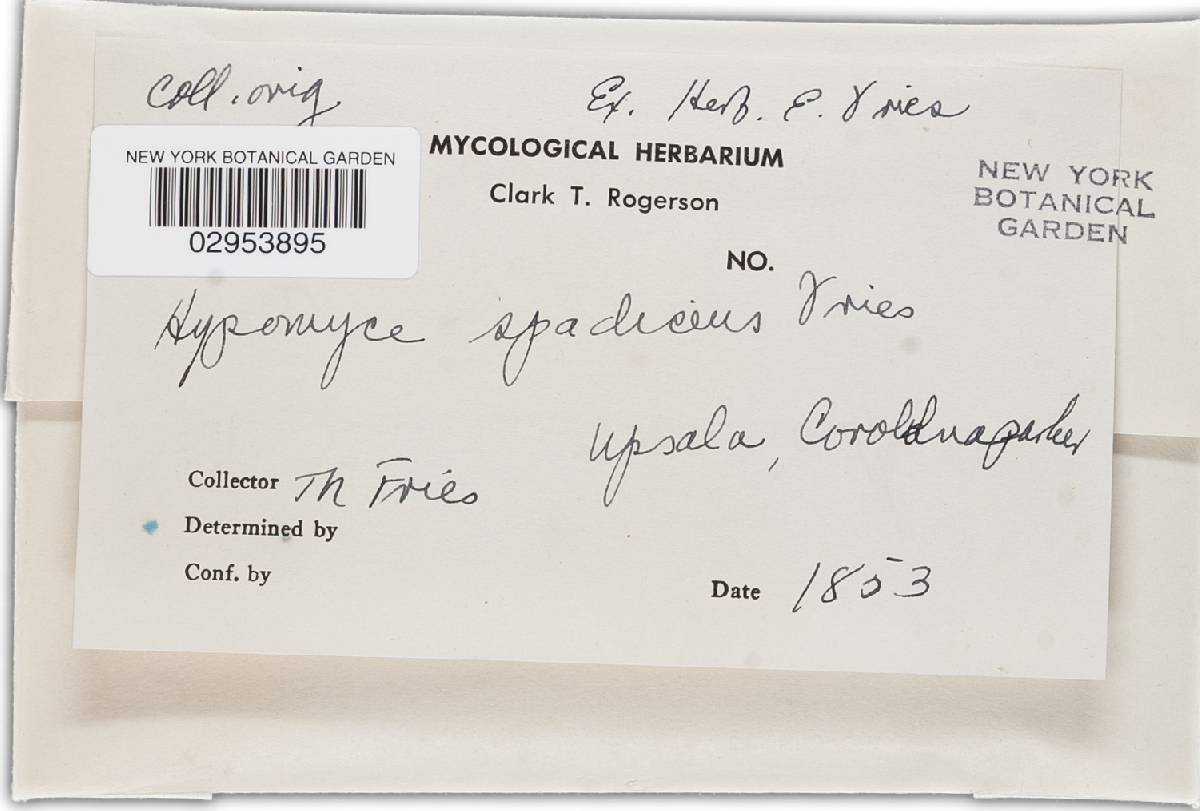 coll. orig
Ex. Herb. E. Fries
NEW YORK BOTANICAL GARDEN
02953895
MYCOLOGICAL HERBARIUM
Clark T. Rogerson
NEW YORK
BOTANICAL
GARDEN
NO.
Hypomyce spadiceus Fries
Upsala,
Collector Th Fries
Determined by
Conf. by
Date 1853